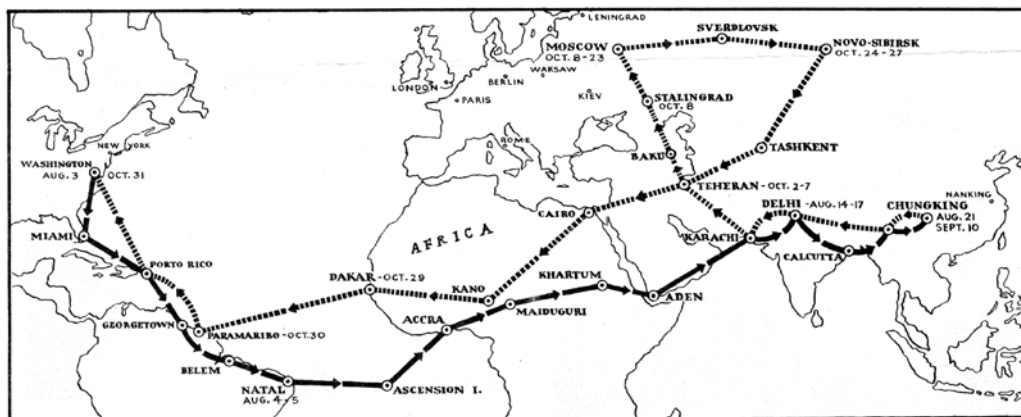 LENINGRAD
SVERDLOVSK
MOSCOW
OCT. 8-23
NOVO-SIBIRSK
OCT. 24-27
WARSAW
BERLIN
LONDON
PARIS
KIEV
STALINGRAD
OCT. 8
NEW YORK
WASHINGTON
AUG. 3
OCT. 31
ROME
BAKU
TASHKENT
TEHERAN - OCT. 2-7
NANKING
DELHI - AUG. 14-17
CHUNGKING
AUG. 21
SEPT. 10
CAIRO
MIAMI
AFRICA
KARACHI
CALCUTTA
PORTO RICO
DAKAR - OCT. 29
KANO
KHARTUM
ADEN
MAIDUGURI
ACCRA
GEORGETOWN
PARAMARIBO - OCT. 30
BELEM
NATAL
AUG. 4-5
ASCENSION I.